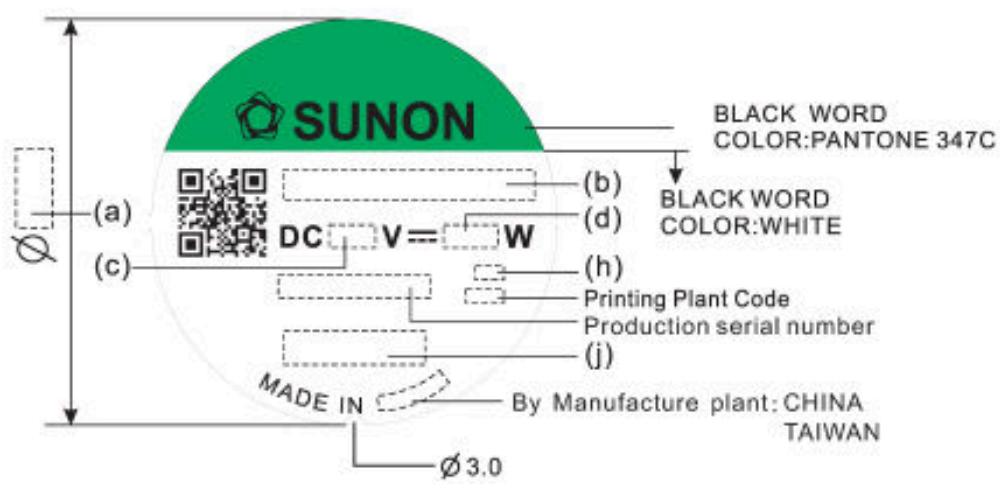 SUNON
BLACK WORD
COLOR:PANTONE 347C
BLACK WORD
COLOR:WHITE
(a)
Ø
(b)
(c)
DC V W
(d)
(h)
Printing Plant Code
Production serial number
(j)
MADE IN
By Manufacture plant: CHINA
TAIWAN
Ø 3.0